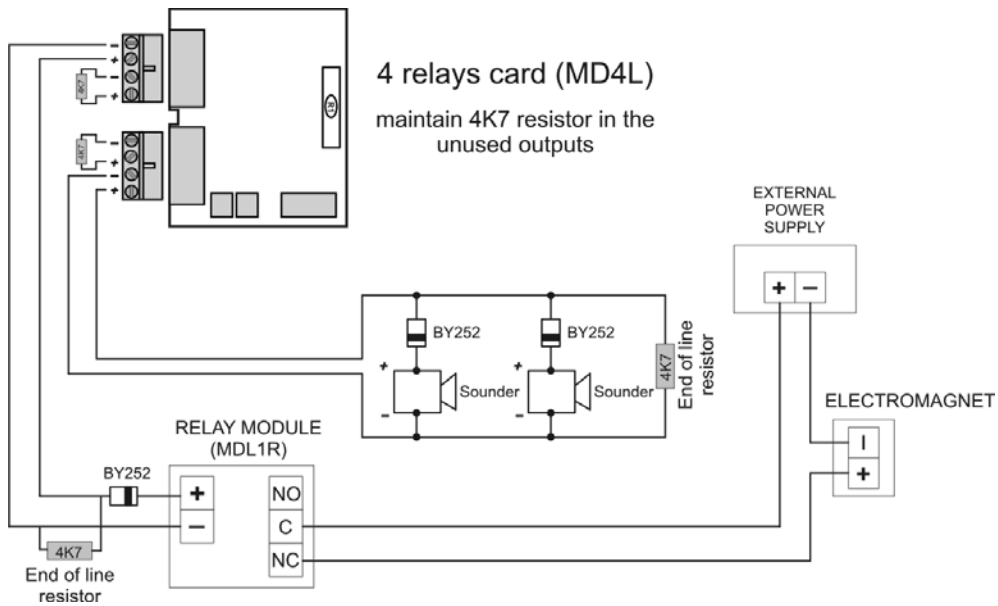 -
+
-
+
4K7
4 relays card (MD4L)
maintain 4K7 resistor in the
unused outputs
R1
-
+
-
+
4K7
EXTERNAL
POWER
SUPPLY
+ −
BY252
BY252
+
-
Sounder
+
-
Sounder
4K7
End of line
resistor
ELECTROMAGNET
−
+
RELAY MODULE
(MDL1R)
BY252
+
−
NO
C
NC
4K7
End of line
resistor